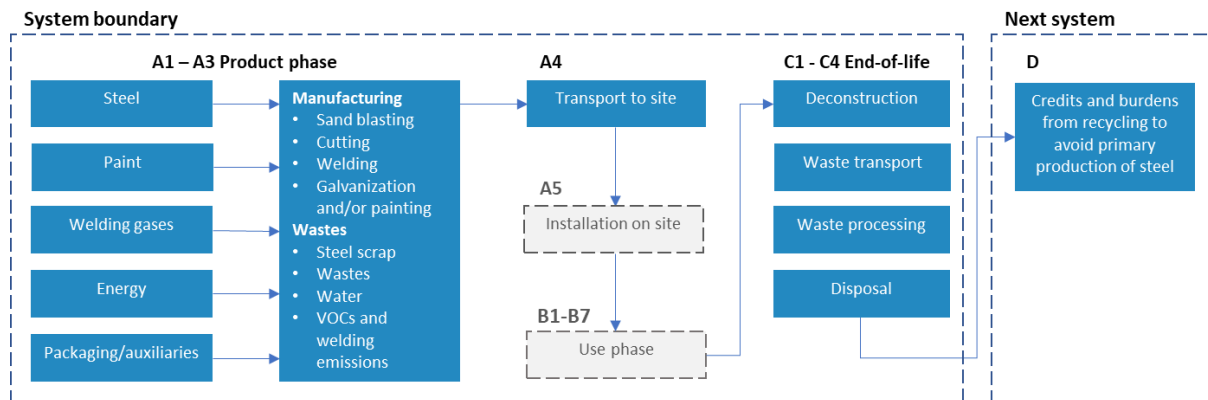 System boundary
Next system
A1 – A3 Product phase
A4
C1 - C4 End-of-life
D
Steel
Paint
Welding gases
Energy
Packaging/auxiliaries
Manufacturing
• Sand blasting
• Cutting
• Welding
• Galvanization
and/or painting
Wastes
• Steel scrap
• Wastes
• Water
• VOCs and
welding
emissions
Transport to site
A5
Installation on site
B1-B7
Use phase
Deconstruction
Waste transport
Waste processing
Disposal
Credits and burdens
from recycling to
avoid primary
production of steel